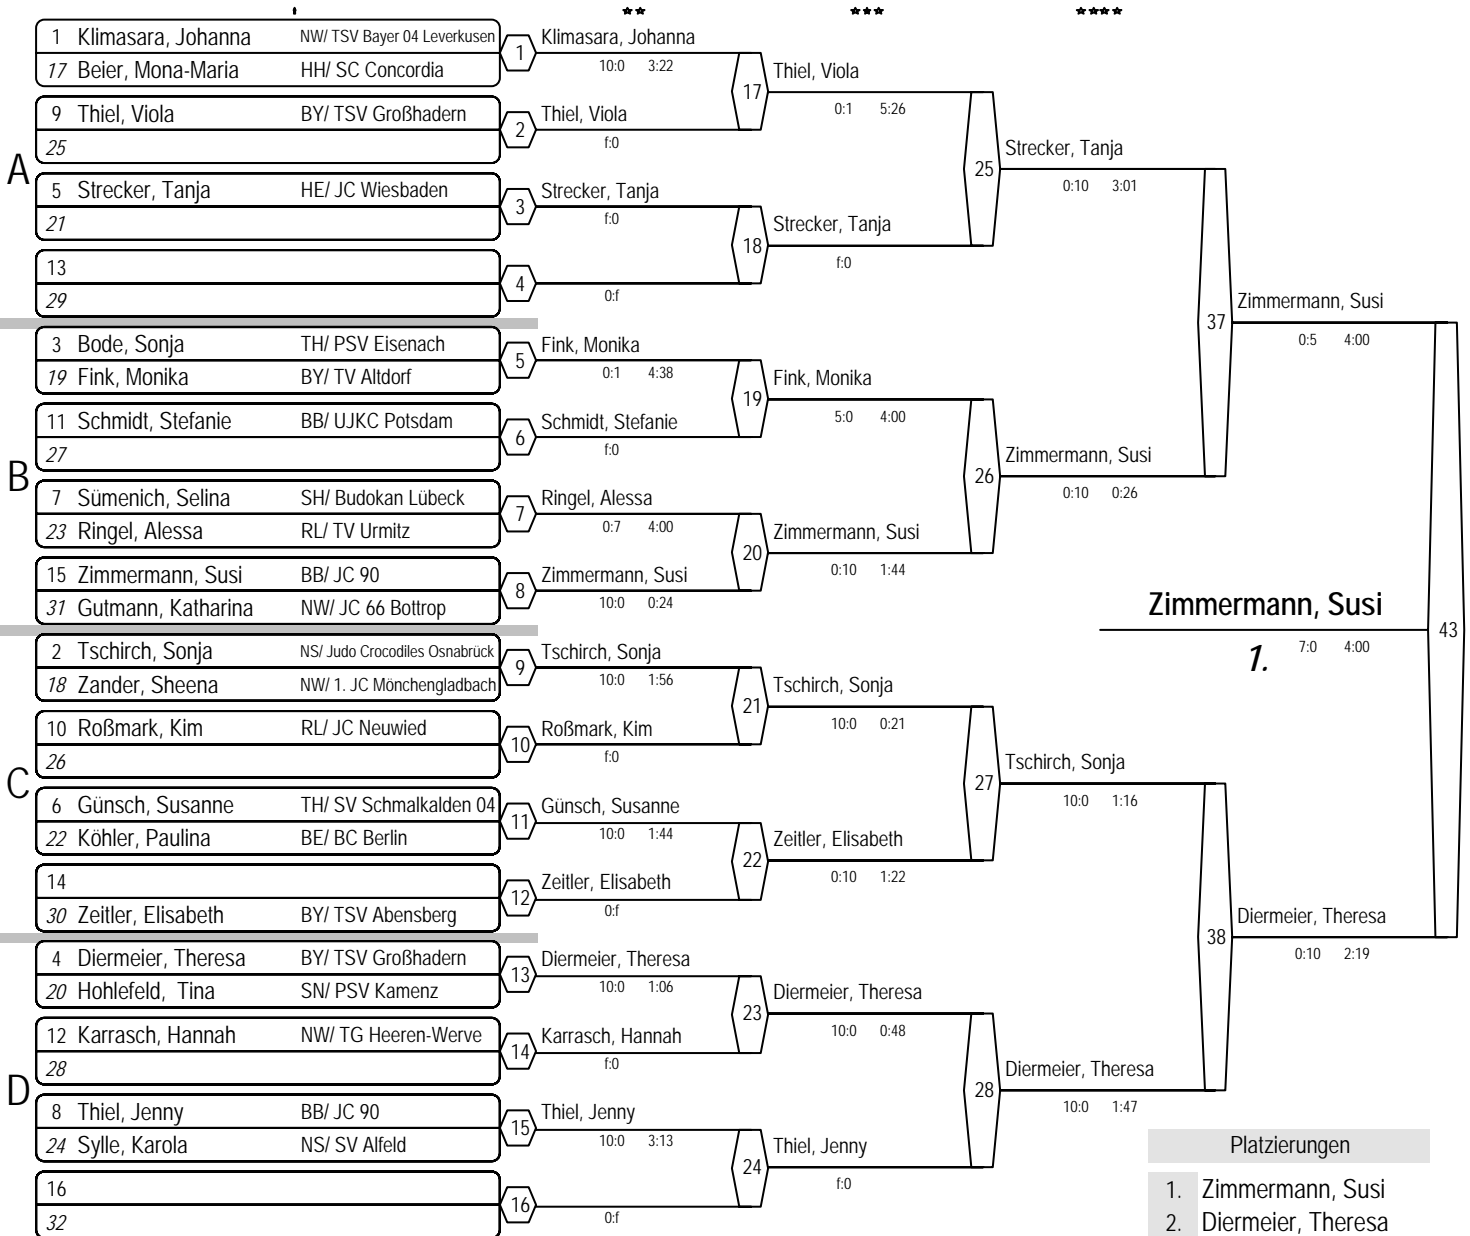 1 Klimasara, Johanna NW/ TSV Bayer 04 Leverkusen
17 Beier, Mona-Maria HH/ SC Concordia
9 Thiel, Viola BY/ TSV Großhadern
25
A
5 Strecker, Tanja HE/ JC Wiesbaden
21
13
29
3 Bode, Sonja TH/ PSV Eisenach
19 Fink, Monika BY/ TV Altdorf
11 Schmidt, Stefanie BB/ UJKC Potsdam
27
B
7 Sümenich, Selina SH/ Budokan Lübeck
23 Ringel, Alessa RL/ TV Urmitz
15 Zimmermann, Susi BB/ JC 90
31 Gutmann, Katharina NW/ JC 66 Bottrop
2 Tschirch, Sonja NS/ Judo Crocodiles Osnabrück
18 Zander, Sheena NW/ 1. JC Mönchengladbach
10 Roßmark, Kim RL/ JC Neuwied
26
C
6 Günsch, Susanne TH/ SV Schmalkalden 04
22 Köhler, Paulina BE/ BC Berlin
14
30 Zeitler, Elisabeth BY/ TSV Abensberg
4 Diermeier, Theresa BY/ TSV Großhadern
20 Hohlefeld, Tina SN/ PSV Kamenz
12 Karrasch, Hannah NW/ TG Heeren-Werve
28
D
8 Thiel, Jenny BB/ JC 90
24 Sylle, Karola NS/ SV Alfeld
16
32
1 Klimasara, Johanna
10:0 3:22
2 Thiel, Viola
f:0
3 Strecker, Tanja
f:0
4
0:f
5 Fink, Monika
0:1 4:38
6 Schmidt, Stefanie
f:0
7 Ringel, Alessa
0:7 4:00
8 Zimmermann, Susi
10:0 0:24
9 Tschirch, Sonja
10:0 1:56
10 Roßmark, Kim
f:0
11 Günsch, Susanne
10:0 1:44
12 Zeitler, Elisabeth
0:f
13 Diermeier, Theresa
10:0 1:06
14 Karrasch, Hannah
f:0
15 Thiel, Jenny
10:0 3:13
16
0:f
17 Thiel, Viola
0:1 5:26
18 Strecker, Tanja
f:0
19 Fink, Monika
5:0 4:00
20 Zimmermann, Susi
0:10 1:44
21 Tschirch, Sonja
10:0 0:21
22 Zeitler, Elisabeth
0:10 1:22
23 Diermeier, Theresa
10:0 0:48
24 Thiel, Jenny
f:0
25 Strecker, Tanja
0:10 3:01
26 Zimmermann, Susi
0:10 0:26
27 Tschirch, Sonja
10:0 1:16
28 Diermeier, Theresa
10:0 1:47
37 Zimmermann, Susi
0:5 4:00
38 Diermeier, Theresa
0:10 2:19
Zimmermann, Susi
43
1. 7:0 4:00
Platzierungen
1. Zimmermann, Susi
2. Diermeier, Theresa